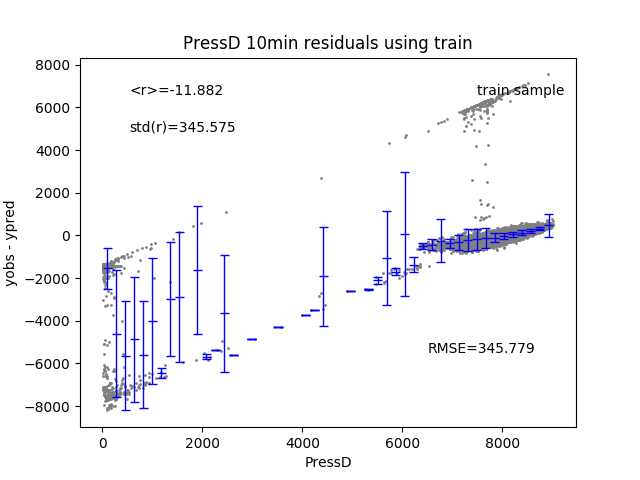 PressD 10min residuals using train
<r>=-11.882
train sample
std(r)=345.575
RMSE=345.779
yobs - ypred
8000
6000
4000
2000
0
−2000
−4000
−6000
−8000
0 2000 4000 6000 8000
PressD